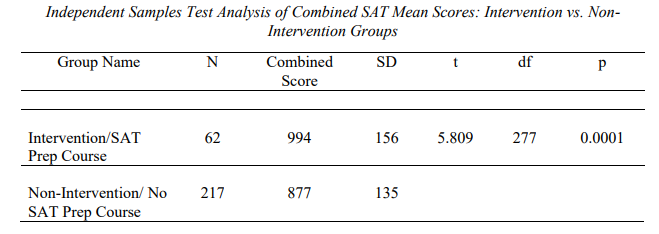 Independent Samples Test Analysis of Combined SAT Mean Scores: Intervention vs. Non-
Intervention Groups
Group Name N Combined SD t df p
Score
Intervention/SAT 62 994 156 5.809 277 0.0001
Prep Course
Non-Intervention/ No 217 877 135
SAT Prep Course